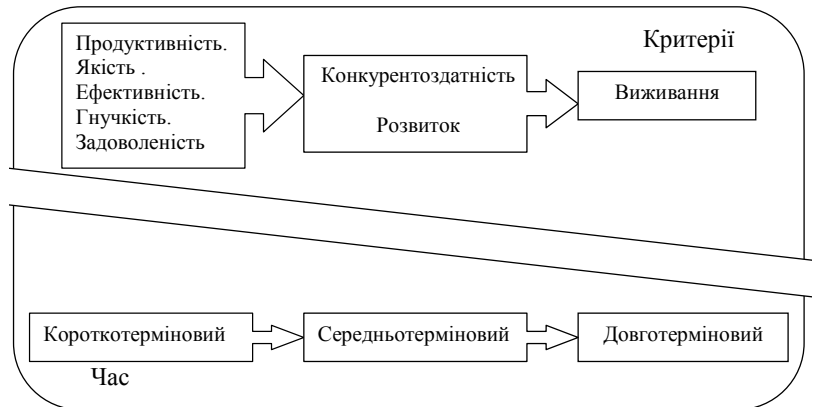 Критерії
Продуктивність.
Якість .
Ефективність.
Гнучкість.
Задоволеність
Конкурентоздатність
Розвиток
Виживання
Короткотерміновий
Середньотерміновий
Довготерміновий
Час